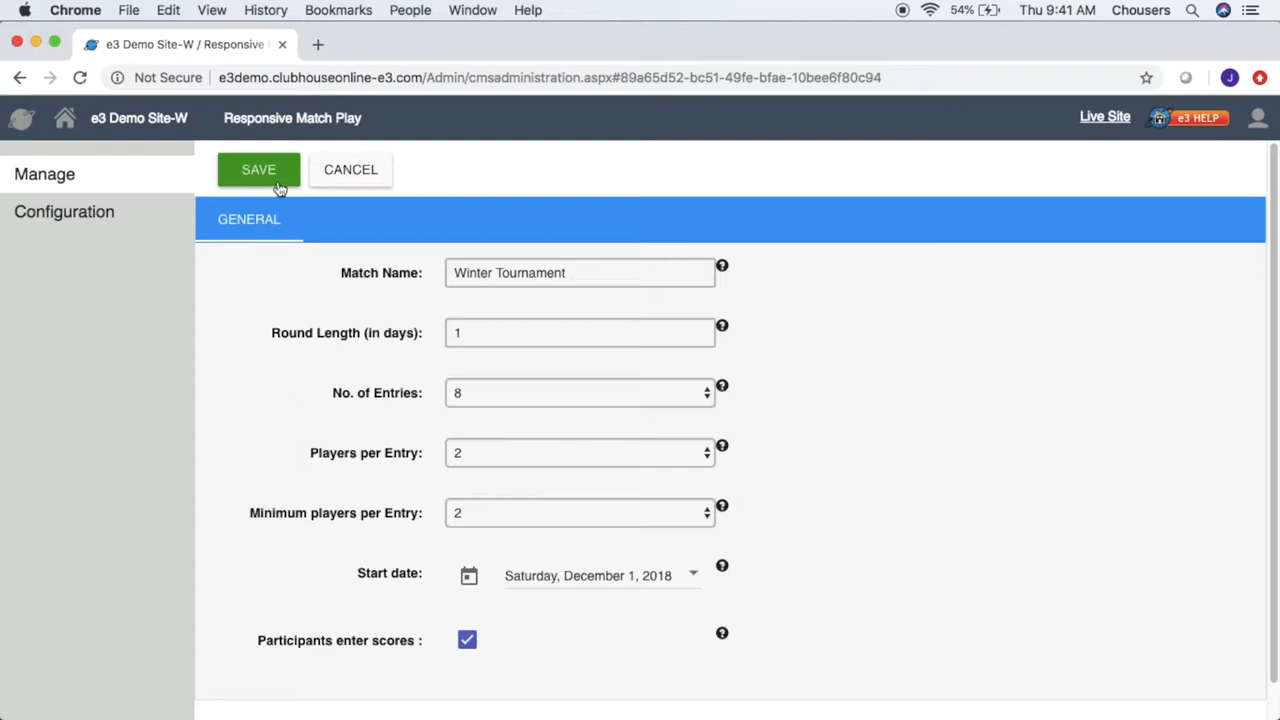 Chrome File Edit View History Bookmarks People Window Help 54% Thu 9:41 AM Chousers
e3 Demo Site-W / Responsive
Not Secure e3demo.clubhouseonline-e3.com/Admin/cmsadministration.aspx#89a65d52-bc51-49fe-bfae-10bee6f80c94 J
e3 Demo Site-W Responsive Match Play Live Site e3 HELP
Manage SAVE CANCEL
Configuration GENERAL
Match Name: Winter Tournament
Round Length (in days): 1
No. of Entries: 8
Players per Entry: 2
Minimum players per Entry: 2
Start date: Saturday, December 1, 2018
Participants enter scores :